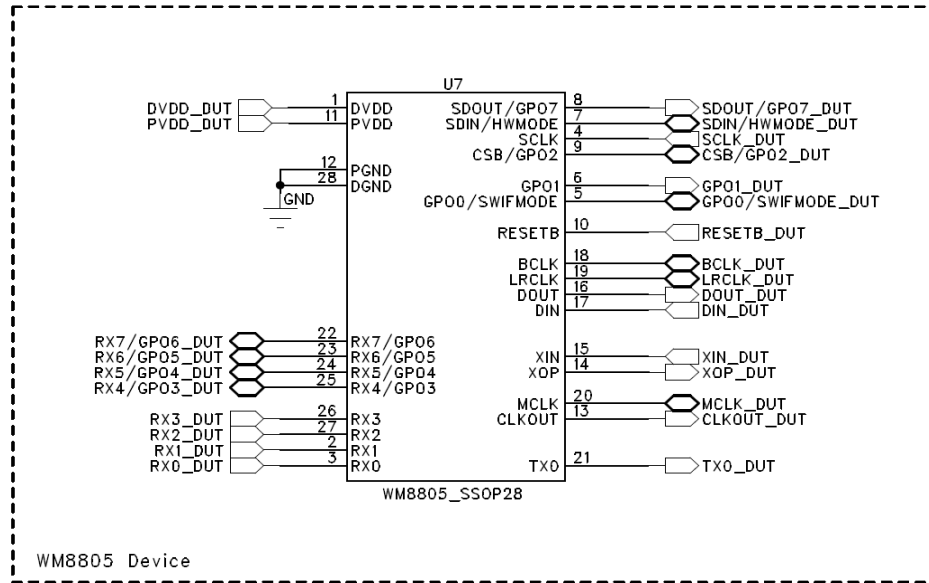 U7
DVDD_DUT 1 DVDD SDOUT/GPO7 8 SDOUT/GPO7_DUT
PVDD_DUT 11 PVDD SDIN/HWMODE 7 SDIN/HWMODE_DUT
SCLK 4 SCLK_DUT
CSB/GPO2 9 CSB/GPO2_DUT
12 PGND
28 DGND GPO1 6 GPO1_DUT
GND GPO0/SWIFMODE 5 GPO0/SWIFMODE_DUT
RESETB 10 RESETB_DUT
BCLK 18 BCLK_DUT
LRCLK 19 LRCLK_DUT
DOUT 16 DOUT_DUT
DIN 17 DIN_DUT
RX7/GPO6_DUT 22 RX7/GPO6
RX6/GPO5_DUT 23 RX6/GPO5 XIN 15 XIN_DUT
RX5/GPO4_DUT 24 RX5/GPO4 XOP 14 XOP_DUT
RX4/GPO3_DUT 25 RX4/GPO3
MCLK 20 MCLK_DUT
RX3_DUT 26 RX3 CLKOUT 13 CLKOUT_DUT
RX2_DUT 27 RX2
RX1_DUT 2 RX1
RX0_DUT 3 RX0 TX0 21 TX0_DUT
WM8805_SSOP28
WM8805 Device